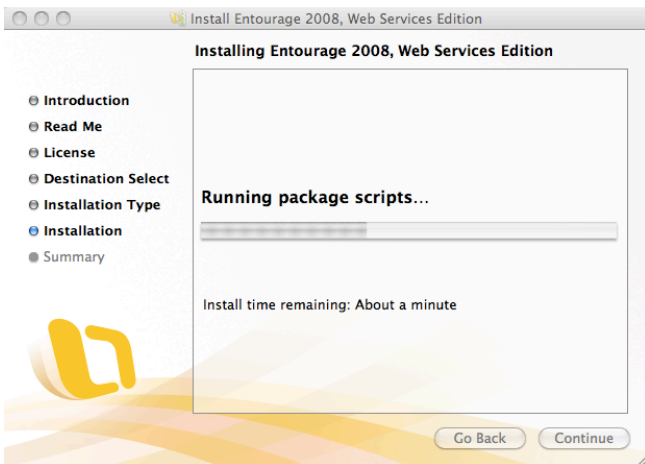 Install Entourage 2008, Web Services Edition
Installing Entourage 2008, Web Services Edition
Introduction
Read Me
License
Destination Select
Installation Type
Installation
Summary
Running package scripts...
Install time remaining: About a minute
Go Back
Continue